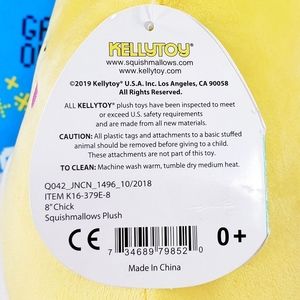 GA
O
KELLYTOY®
www.squishmallows.com
www.kellytoy.com
©2019 Kellytoy® U.S.A. Inc. Los Angeles, CA 90058
All Rights Reserved.
ALL KELLYTOY® plush toys have been inspected to meet
or exceed U.S. safety requirements
and are made from all new materials.
CAUTION: All plastic tags and attachments to a basic stuffed
animal should be removed before giving to a child.
These attachments are not part of this toy.
TO CLEAN: Machine wash warm, tumble dry medium heat.
Q042_JNCN_1496_10/2018
ITEM K16-379E-8
8" Chick
Squishmallows Plush
CE
7 34689 79852 0
0+
Made In China